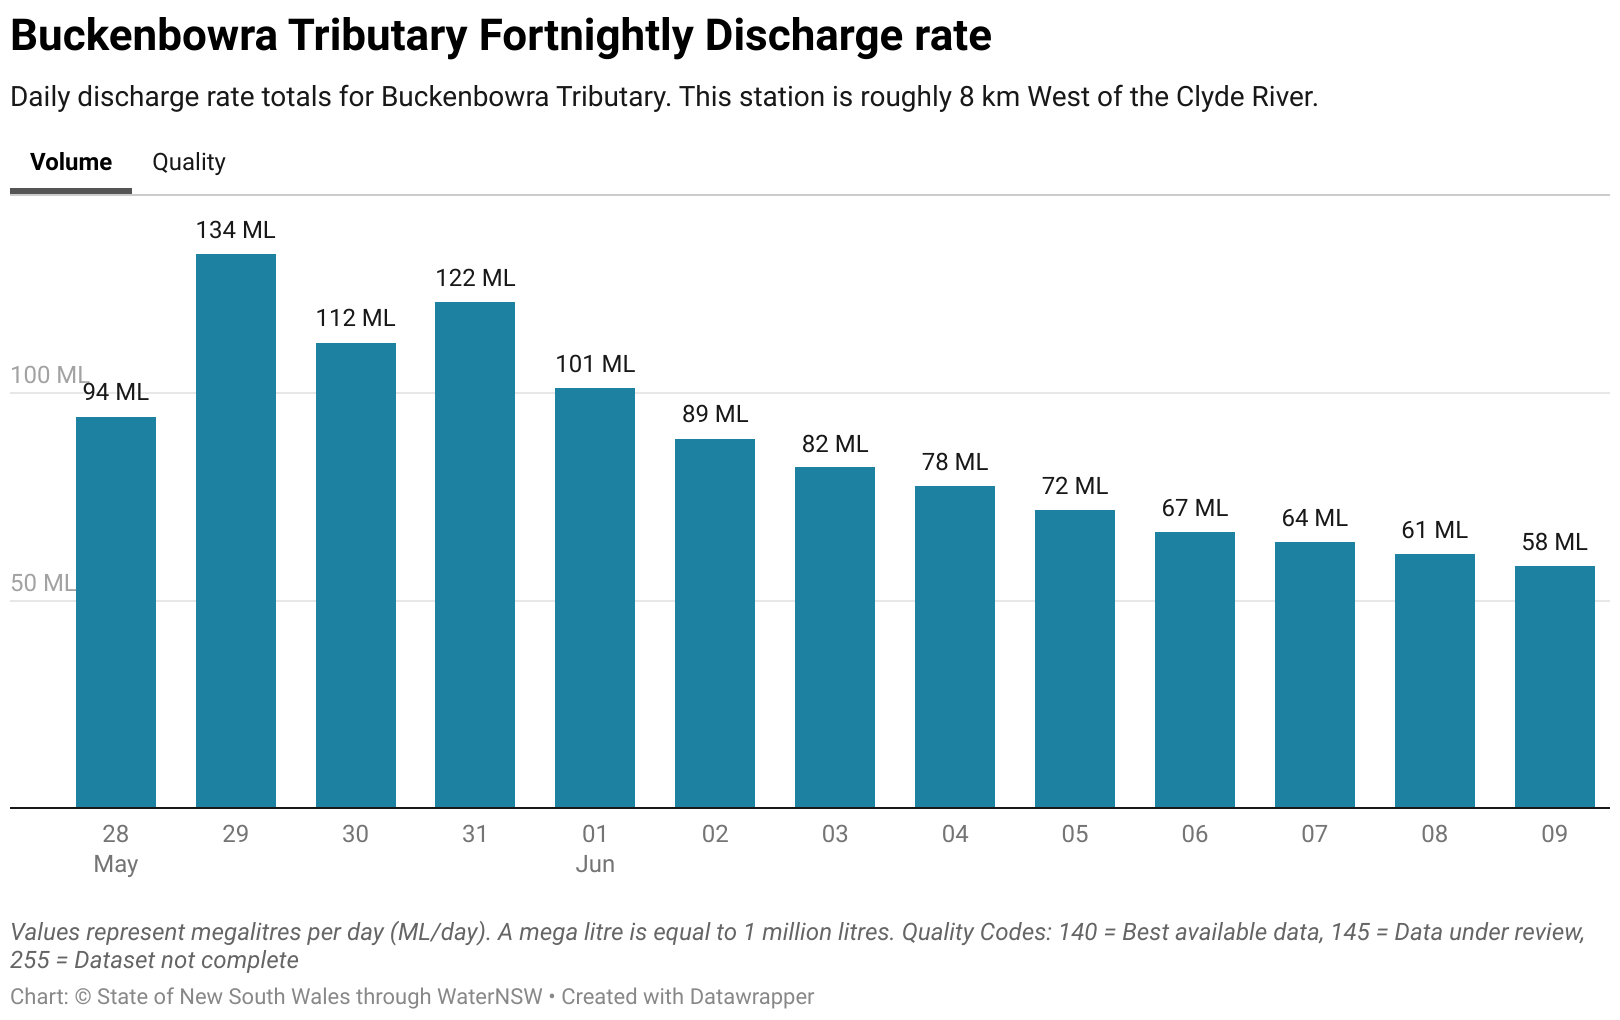 Buckenbowra Tributary Fortnightly Discharge rate
Daily discharge rate totals for Buckenbowra Tributary. This station is roughly 8 km West of the Clyde River.
Volume Quality
134 ML
122 ML
112 ML
101 ML
100 ML
94 ML
89 ML
82 ML
78 ML
72 ML
67 ML
64 ML
61 ML
58 ML
50 ML
28 29 30 31 01 02 03 04 05 06 07 08 09
May Jun
Values represent megalitres per day (ML/day). A mega litre is equal to 1 million litres. Quality Codes: 140 = Best available data, 145 = Data under review,
255 = Dataset not complete
Chart: © State of New South Wales through WaterNSW • Created with Datawrapper